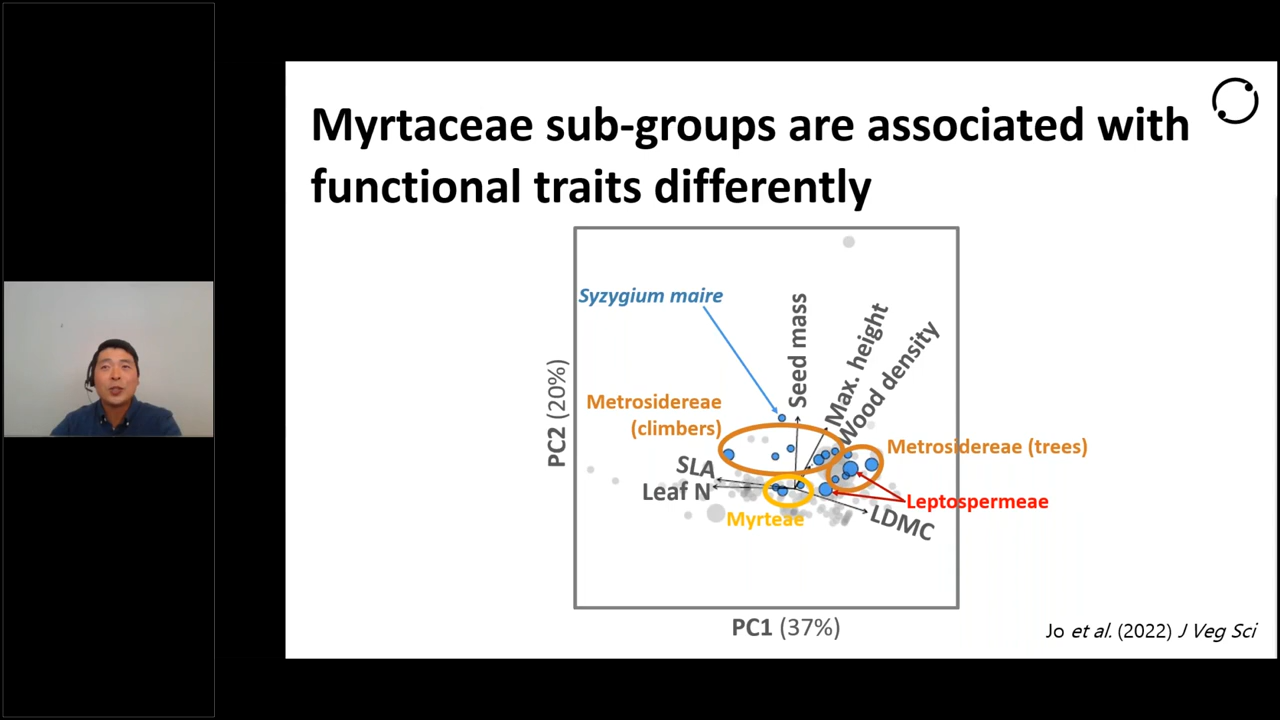 Myrtaceae sub-groups are associated with
functional traits differently
Syzygium maire
Seed mass
Max. height
Wood density
Metrosidereae
(climbers)
Metrosidereae (trees)
SLA
Leaf N
Leptospermeae
Myrteae
LDMC
PC2 (20%)
PC1 (37%)
Jo et al. (2022) J Veg Sci